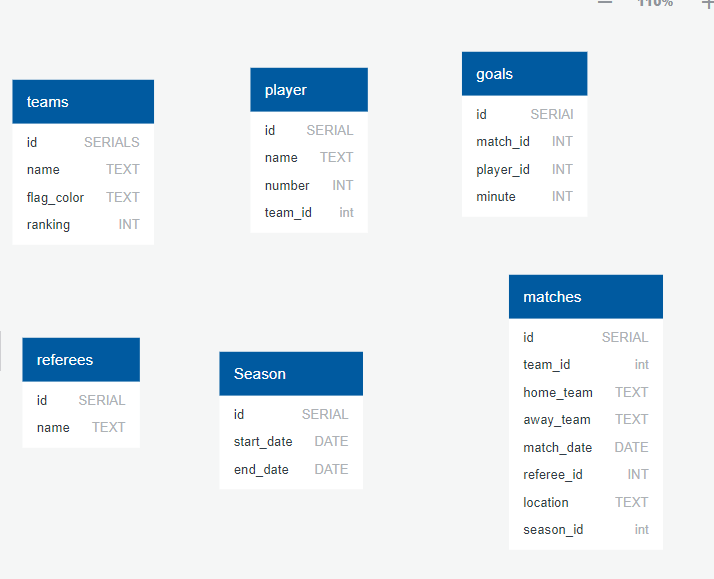 110%
teams
id SERIALS
name TEXT
flag_color TEXT
ranking INT
player
id SERIAL
name TEXT
number INT
team_id int
goals
id SERIAI
match_id INT
player_id INT
minute INT
referees
id SERIAL
name TEXT
Season
id SERIAL
start_date DATE
end_date DATE
matches
id SERIAL
team_id int
home_team TEXT
away_team TEXT
match_date DATE
referee_id INT
location TEXT
season_id int